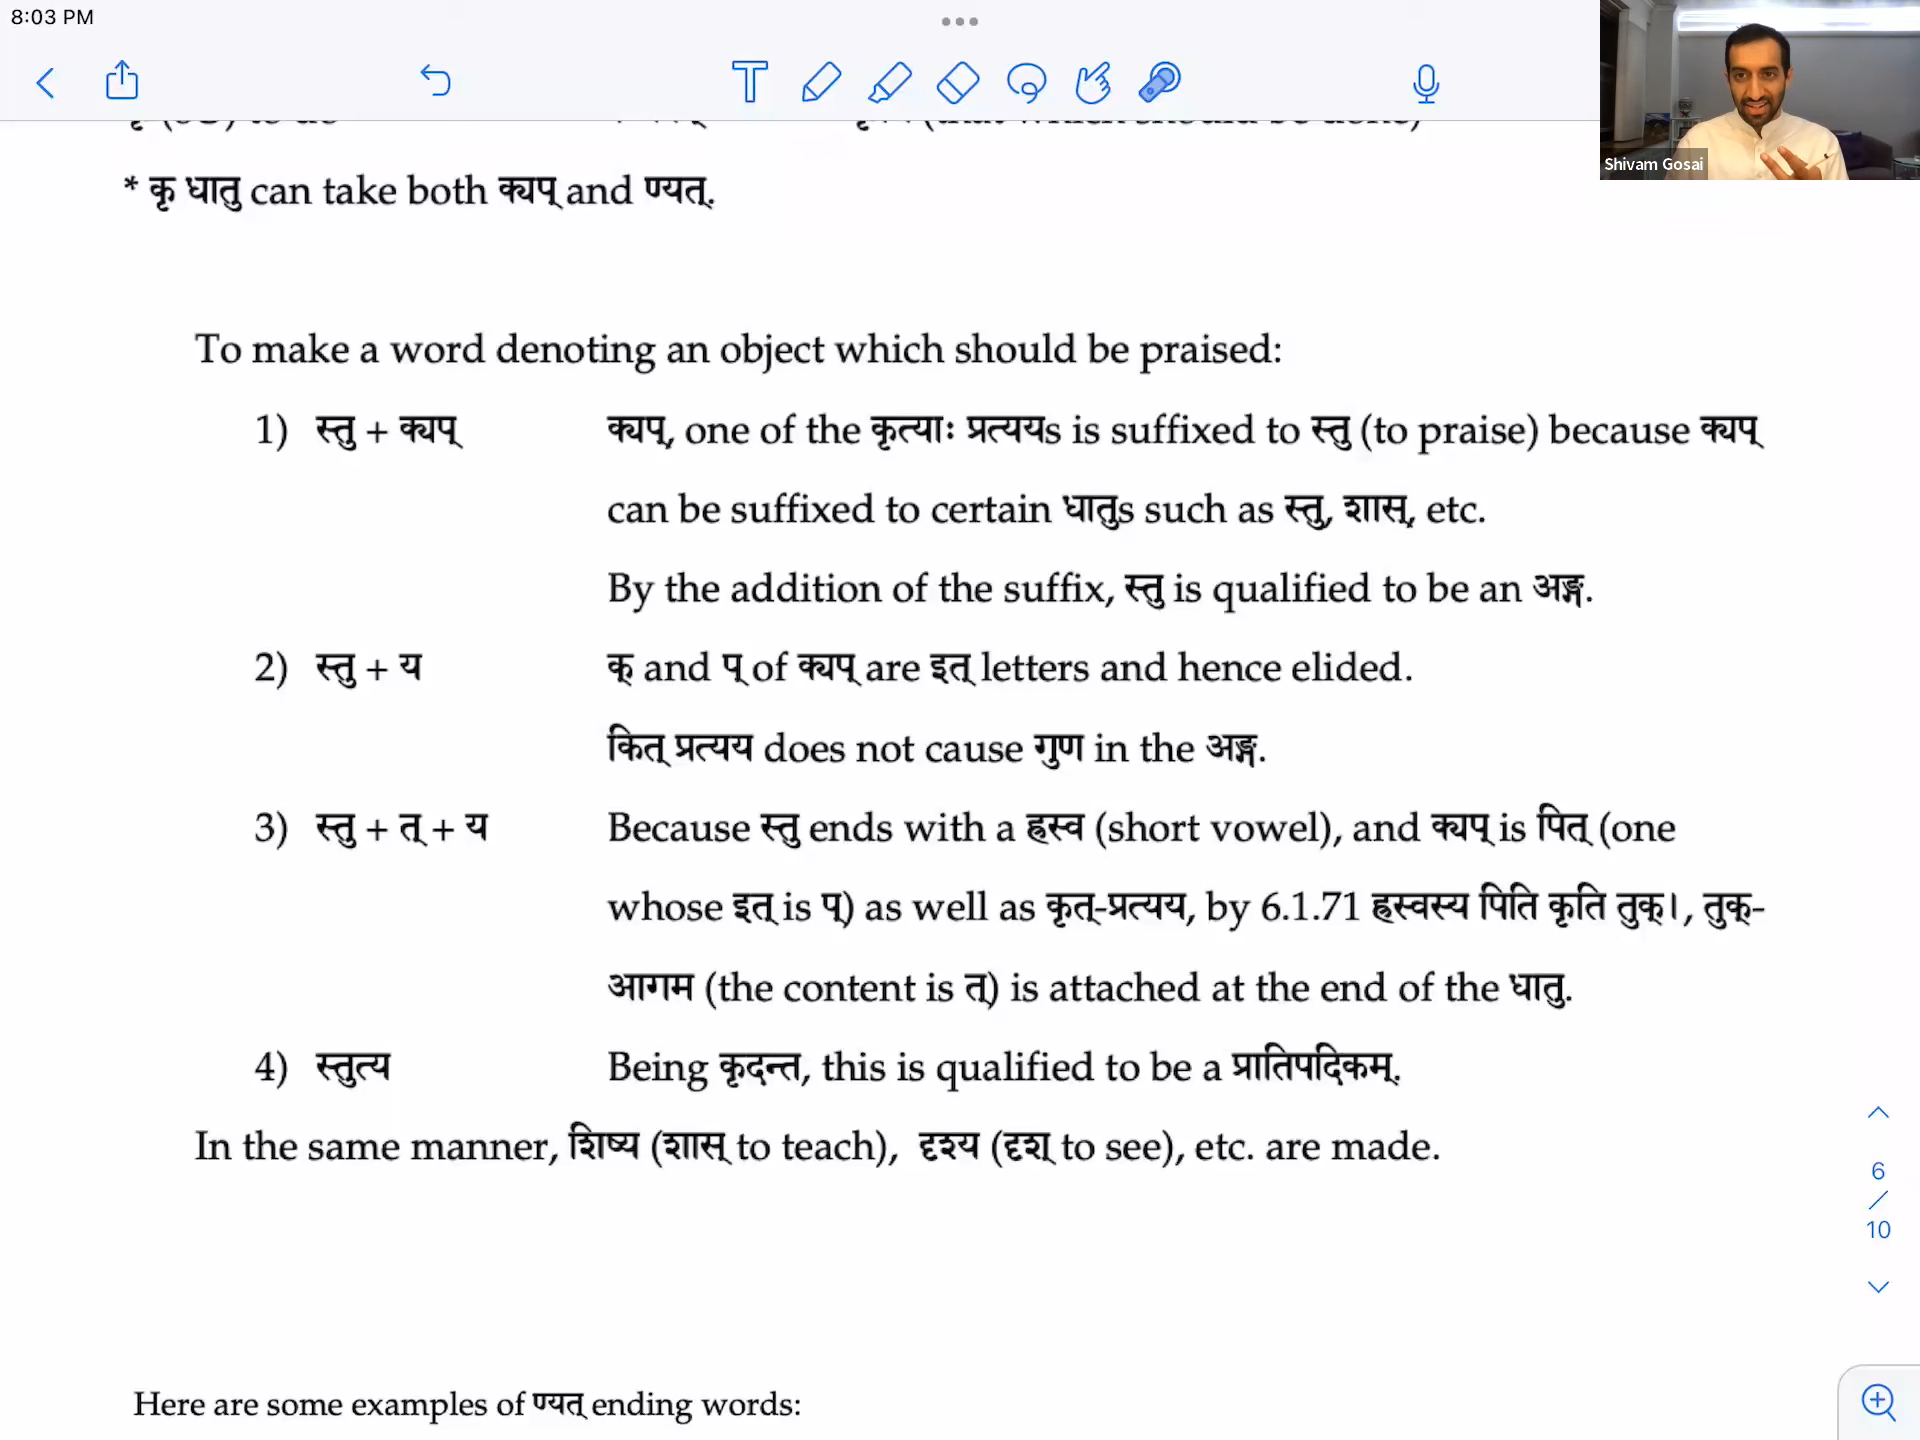 8:03 PM
Shivam Gosai
* कृ धातु can take both क्यप् and ण्यत्.
To make a word denoting an object which should be praised:
1) स्तु + क्यप् क्यप्, one of the कृत्याः प्रत्ययs is suffixed to स्तु (to praise) because क्यप्
can be suffixed to certain धातुs such as स्तु, शास्, etc.
By the addition of the suffix, स्तु is qualified to be an अङ्ग.
2) स्तु + य क् and प् of क्यप् are इत् letters and hence elided.
कित् प्रत्यय does not cause गुण in the अङ्ग.
3) स्तु + त् + य Because स्तु ends with a ह्रस्व (short vowel), and क्यप् is पित् (one
whose इत् is प्) as well as कृत्-प्रत्यय, by 6.1.71 ह्रस्वस्य पिति कृति तुक्।, तुक्-
आगम (the content is त्) is attached at the end of the धातु.
4) स्तुत्य Being कृदन्त, this is qualified to be a प्रातिपदिकम्.
In the same manner, शिष्य (शास् to teach), दृश्य (दृश् to see), etc. are made.
6
/
10
Here are some examples of ण्यत् ending words: